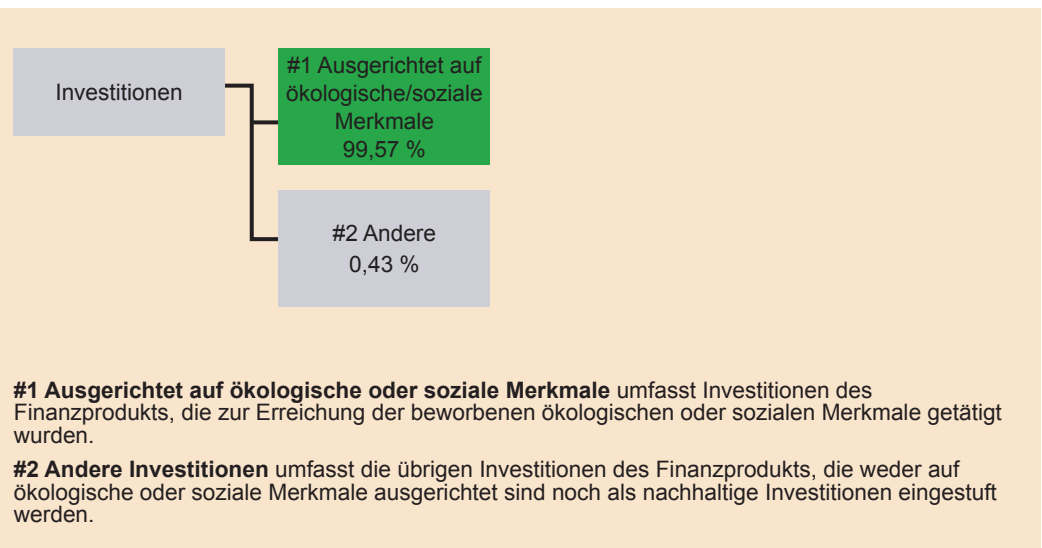 Investitionen
#1 Ausgerichtet auf
ökologische/soziale
Merkmale
99,57 %
#2 Andere
0,43 %
#1 Ausgerichtet auf ökologische oder soziale Merkmale umfasst Investitionen des
Finanzprodukts, die zur Erreichung der beworbenen ökologischen oder sozialen Merkmale getätigt
wurden.
#2 Andere Investitionen umfasst die übrigen Investitionen des Finanzprodukts, die weder auf
ökologische oder soziale Merkmale ausgerichtet sind noch als nachhaltige Investitionen eingestuft
werden.